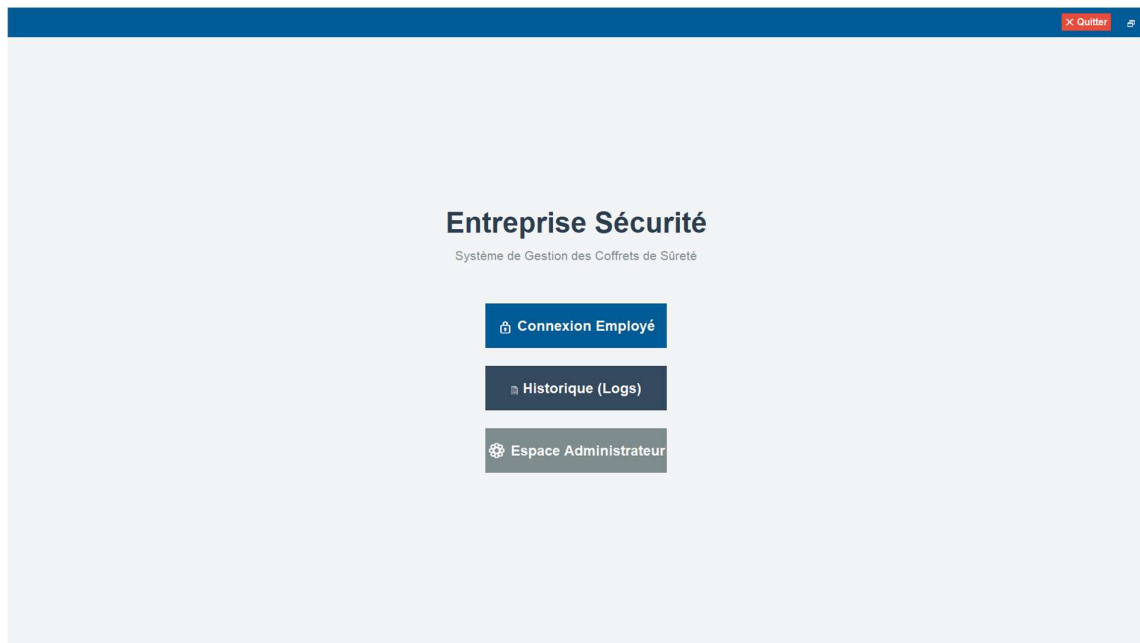 × Quitter
Entreprise Sécurité
Système de Gestion des Coffrets de Sûreté
Connexion Employé
Historique (Logs)
Espace Administrateur